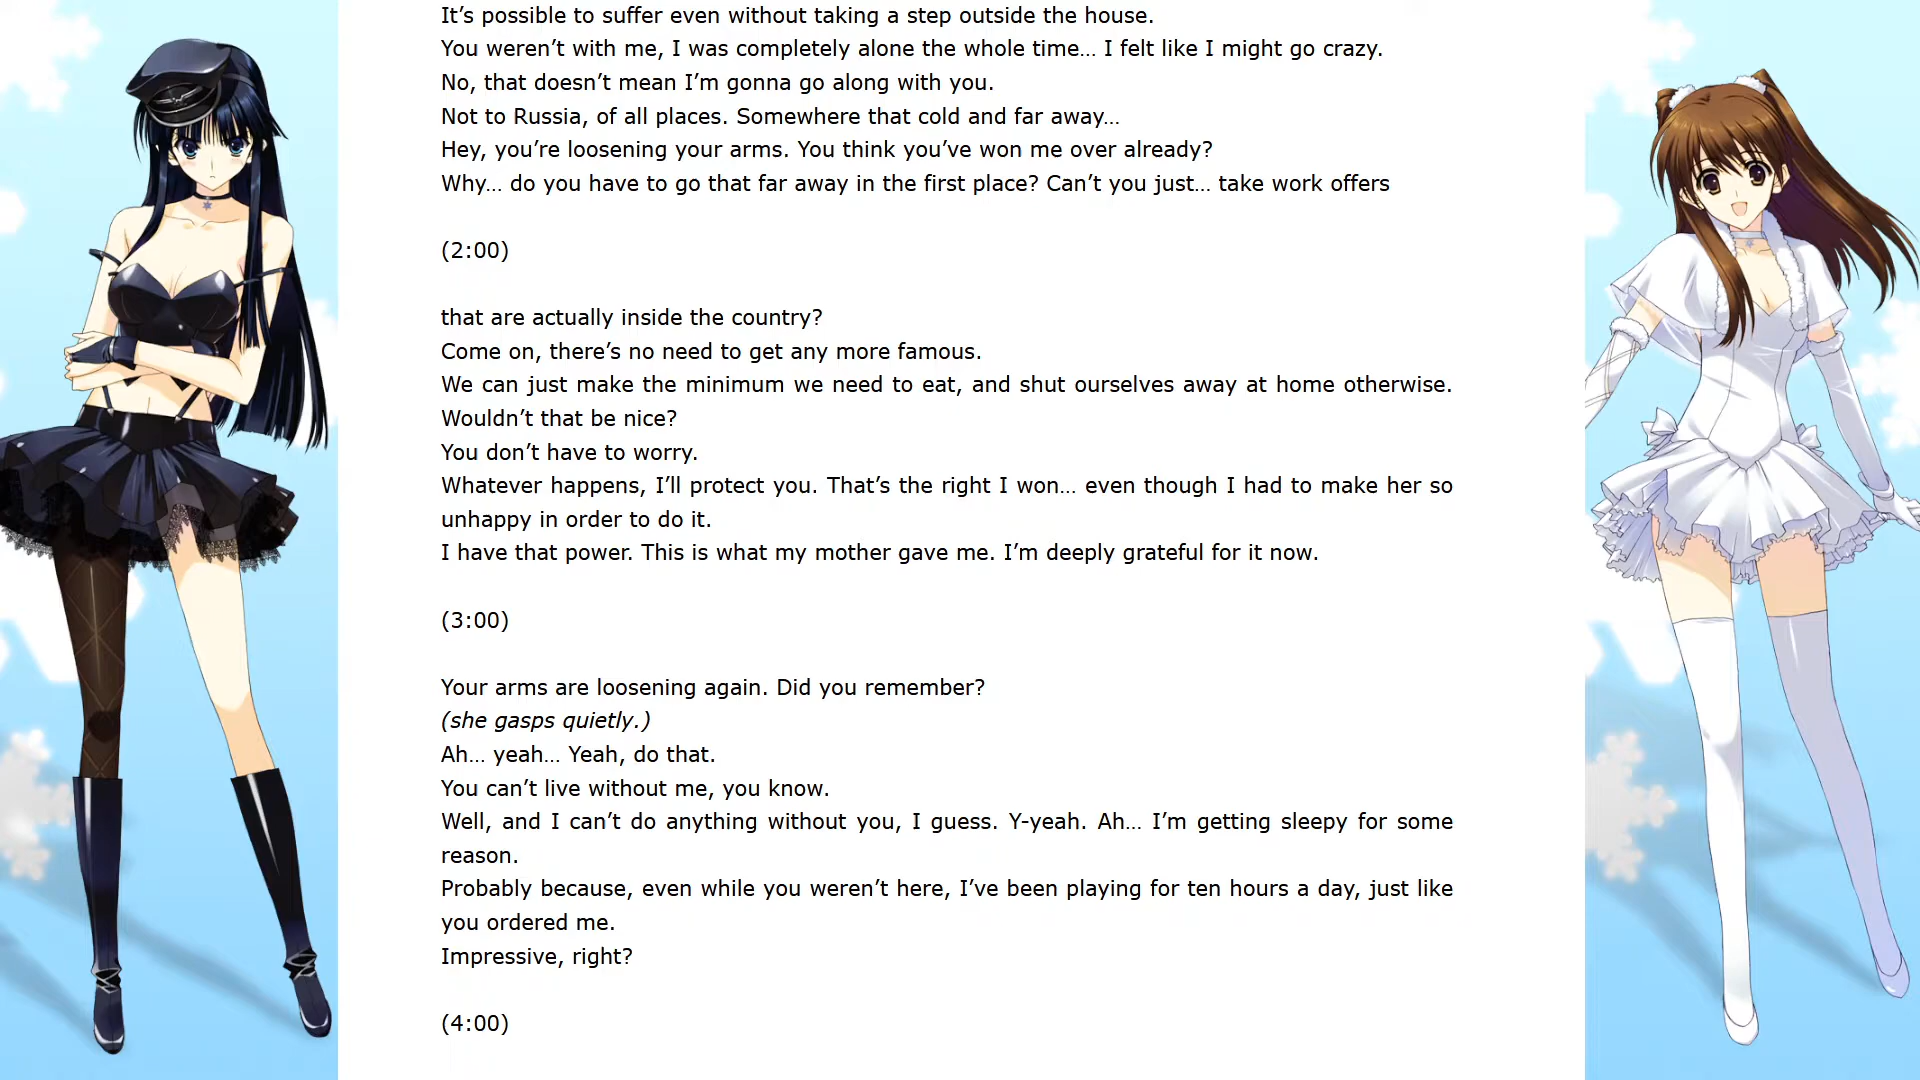 It’s possible to suffer even without taking a step outside the house.
You weren’t with me, I was completely alone the whole time… I felt like I might go crazy.
No, that doesn’t mean I’m gonna go along with you.
Not to Russia, of all places. Somewhere that cold and far away…
Hey, you’re loosening your arms. You think you’ve won me over already?
Why… do you have to go that far away in the first place? Can’t you just… take work offers
(2:00)
that are actually inside the country?
Come on, there’s no need to get any more famous.
We can just make the minimum we need to eat, and shut ourselves away at home otherwise.
Wouldn’t that be nice?
You don’t have to worry.
Whatever happens, I’ll protect you. That’s the right I won… even though I had to make her so
unhappy in order to do it.
I have that power. This is what my mother gave me. I’m deeply grateful for it now.
(3:00)
Your arms are loosening again. Did you remember?
(she gasps quietly.)
Ah… yeah… Yeah, do that.
You can’t live without me, you know.
Well, and I can’t do anything without you, I guess. Y-yeah. Ah… I’m getting sleepy for some
reason.
Probably because, even while you weren’t here, I’ve been playing for ten hours a day, just like
you ordered me.
Impressive, right?
(4:00)